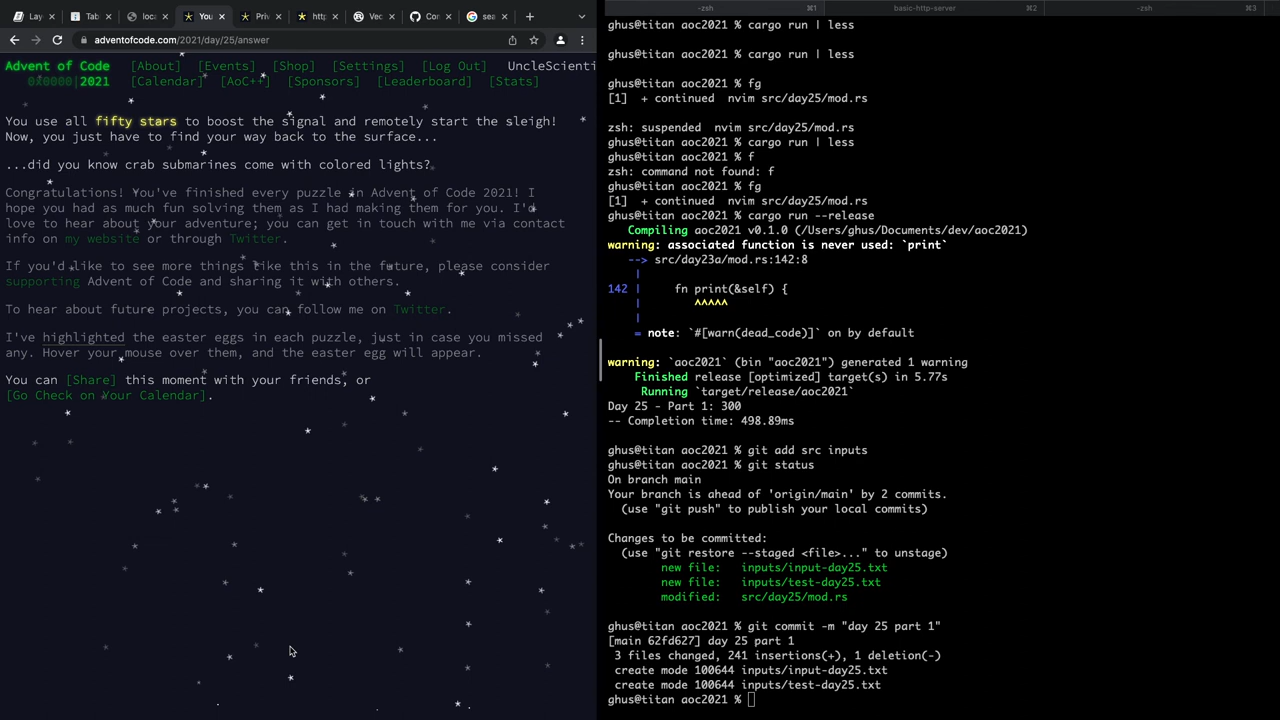 Lay
Tab
loca
You
Priv
http
Vec
Con
sea
adventofcode.com/2021/day/25/answer
Advent of Code [About] [Events] [Shop] [Settings] [Log Out] UncleScienti
0x0000|2021 [Calendar] [AoC++] [Sponsors] [Leaderboard] [Stats]
You use all fifty stars to boost the signal and remotely start the sleigh!
Now, you just have to find your way back to the surface...
...did you know crab submarines come with colored lights?
Congratulations! You've finished every puzzle in Advent of Code 2021! I
hope you had as much fun solving them as I had making them for you. I'd
love to hear about your adventure; you can get in touch with me via contact
info on my website or through Twitter.
If you'd like to see more things like this in the future, please consider
supporting Advent of Code and sharing it with others.
To hear about future projects, you can follow me on Twitter.
I've highlighted the easter eggs in each puzzle, just in case you missed
any. Hover your mouse over them, and the easter egg will appear.
You can [Share] this moment with your friends, or
[Go Check on Your Calendar].
-zsh ⌘1 basic-http-server ⌘2 -zsh ⌘3
ghus@titan aoc2021 % cargo run | less
ghus@titan aoc2021 % cargo run | less
ghus@titan aoc2021 % fg
[1]  + continued  nvim src/day25/mod.rs
zsh: suspended  nvim src/day25/mod.rs
ghus@titan aoc2021 % cargo run | less
ghus@titan aoc2021 % f
zsh: command not found: f
ghus@titan aoc2021 % fg
[1]  + continued  nvim src/day25/mod.rs
ghus@titan aoc2021 % cargo run --release
Compiling aoc2021 v0.1.0 (/Users/ghus/Documents/dev/aoc2021)
warning: associated function is never used: `print`
--> src/day23a/mod.rs:142:8
|
142 |     fn print(&self) {
|        ^^^^^
|
= note: `#[warn(dead_code)]` on by default
warning: `aoc2021` (bin "aoc2021") generated 1 warning
Finished release [optimized] target(s) in 5.77s
Running `target/release/aoc2021`
Day 25 - Part 1: 300
-- Completion time: 498.89ms
ghus@titan aoc2021 % git add src inputs
ghus@titan aoc2021 % git status
On branch main
Your branch is ahead of 'origin/main' by 2 commits.
(use "git push" to publish your local commits)
Changes to be committed:
(use "git restore --staged <file>..." to unstage)
new file:   inputs/input-day25.txt
new file:   inputs/test-day25.txt
modified:   src/day25/mod.rs
ghus@titan aoc2021 % git commit -m "day 25 part 1"
[main 62fd627] day 25 part 1
3 files changed, 241 insertions(+), 1 deletion(-)
create mode 100644 inputs/input-day25.txt
create mode 100644 inputs/test-day25.txt
ghus@titan aoc2021 %